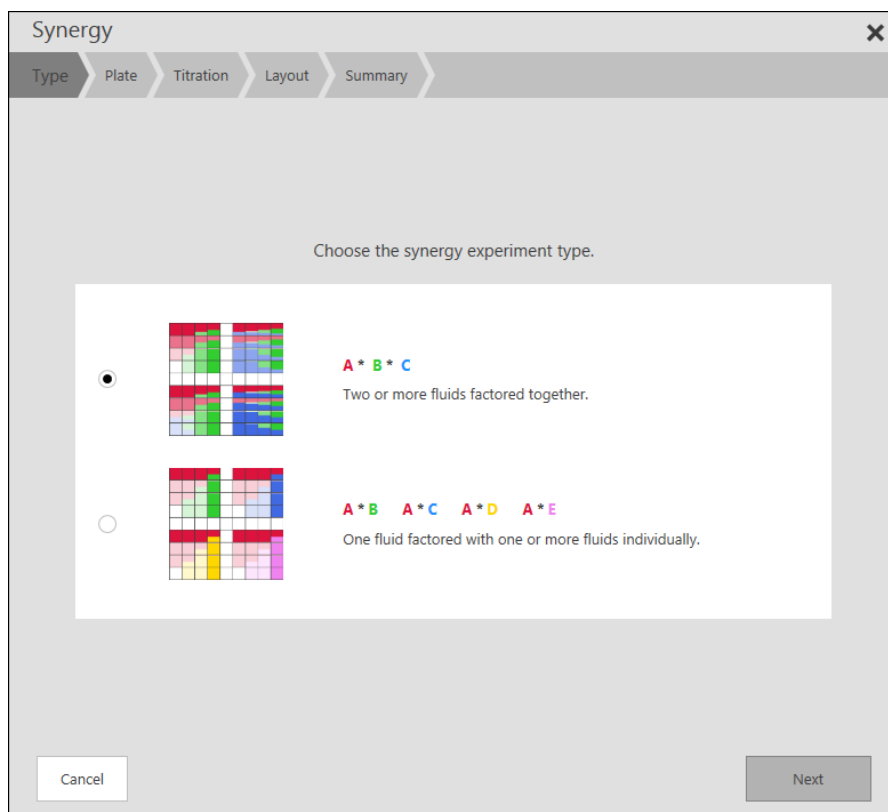 Synergy
Type Plate Titration Layout Summary
Choose the synergy experiment type.
A * B * C
Two or more fluids factored together.
A * B A * C A * D A * E
One fluid factored with one or more fluids individually.
Cancel Next